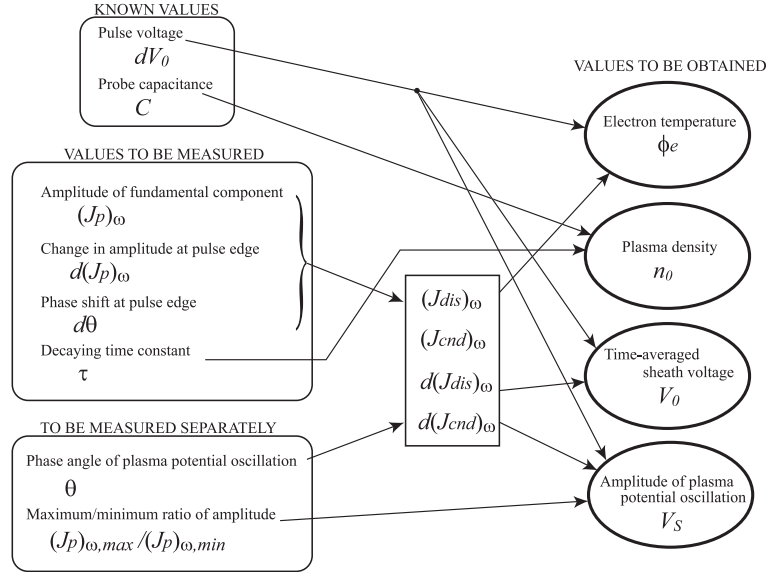 KNOWN VALUES
Pulse voltage
dV0
Probe capacitance
C
VALUES TO BE MEASURED
Amplitude of fundamental component
(Jp)ω
Change in amplitude at pulse edge
d(Jp)ω
Phase shift at pulse edge
dθ
Decaying time constant
τ
TO BE MEASURED SEPARATELY
Phase angle of plasma potential oscillation
θ
Maximum/minimum ratio of amplitude
(Jp)ω,max /(Jp)ω,min
(Jdis)ω
(Jcnd)ω
d(Jdis)ω
d(Jcnd)ω
VALUES TO BE OBTAINED
Electron temperature
ϕe
Plasma density
n0
Time-averaged
sheath voltage
V0
Amplitude of plasma
potential oscillation
VS